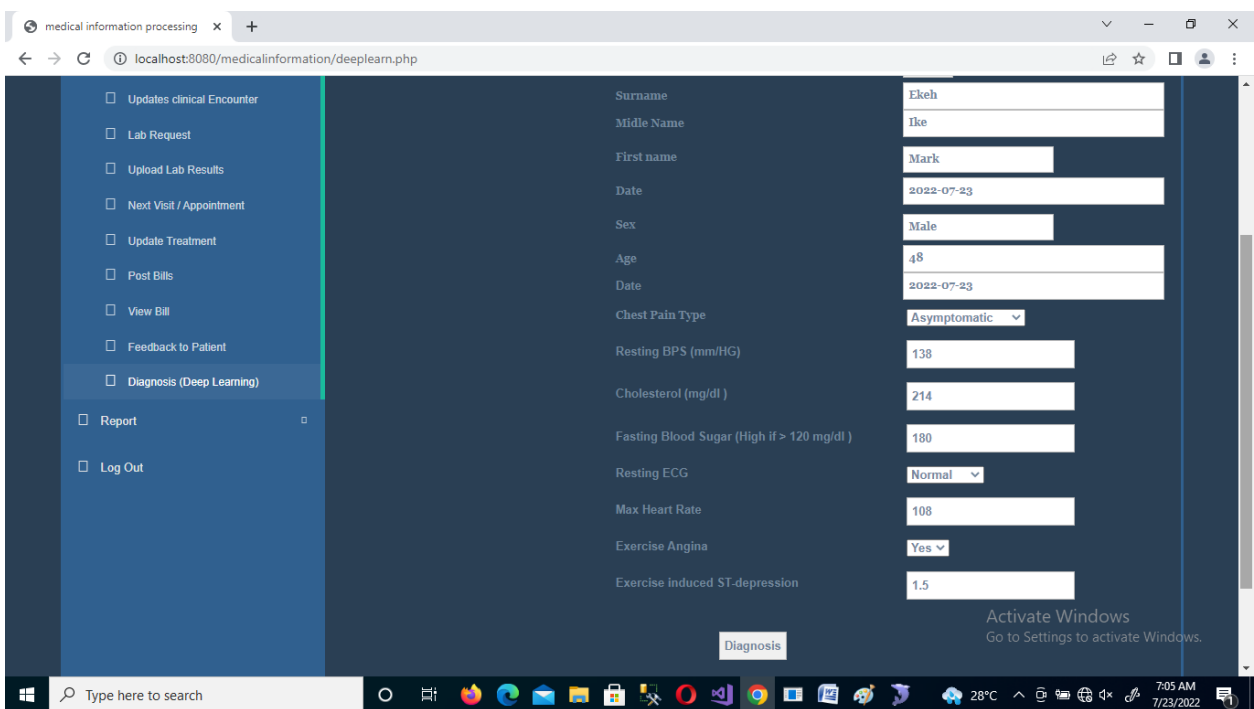 medical information processing
localhost:8080/medicalinformation/deeplearn.php
Updates clinical Encounter
Lab Request
Upload Lab Results
Next Visit / Appointment
Update Treatment
Post Bills
View Bill
Feedback to Patient
Diagnosis (Deep Learning)
Report
Log Out
Surname Ekeh
Midle Name Ike
First name Mark
Date 2022-07-23
Sex Male
Age 48
Date 2022-07-23
Chest Pain Type Asymptomatic
Resting BPS (mm/HG) 138
Cholesterol (mg/dl ) 214
Fasting Blood Sugar (High if > 120 mg/dl ) 180
Resting ECG Normal
Max Heart Rate 108
Exercise Angina Yes
Exercise induced ST-depression 1.5
Diagnosis
Activate Windows
Go to Settings to activate Windows.
Type here to search
28°C
7:05 AM
7/23/2022
1